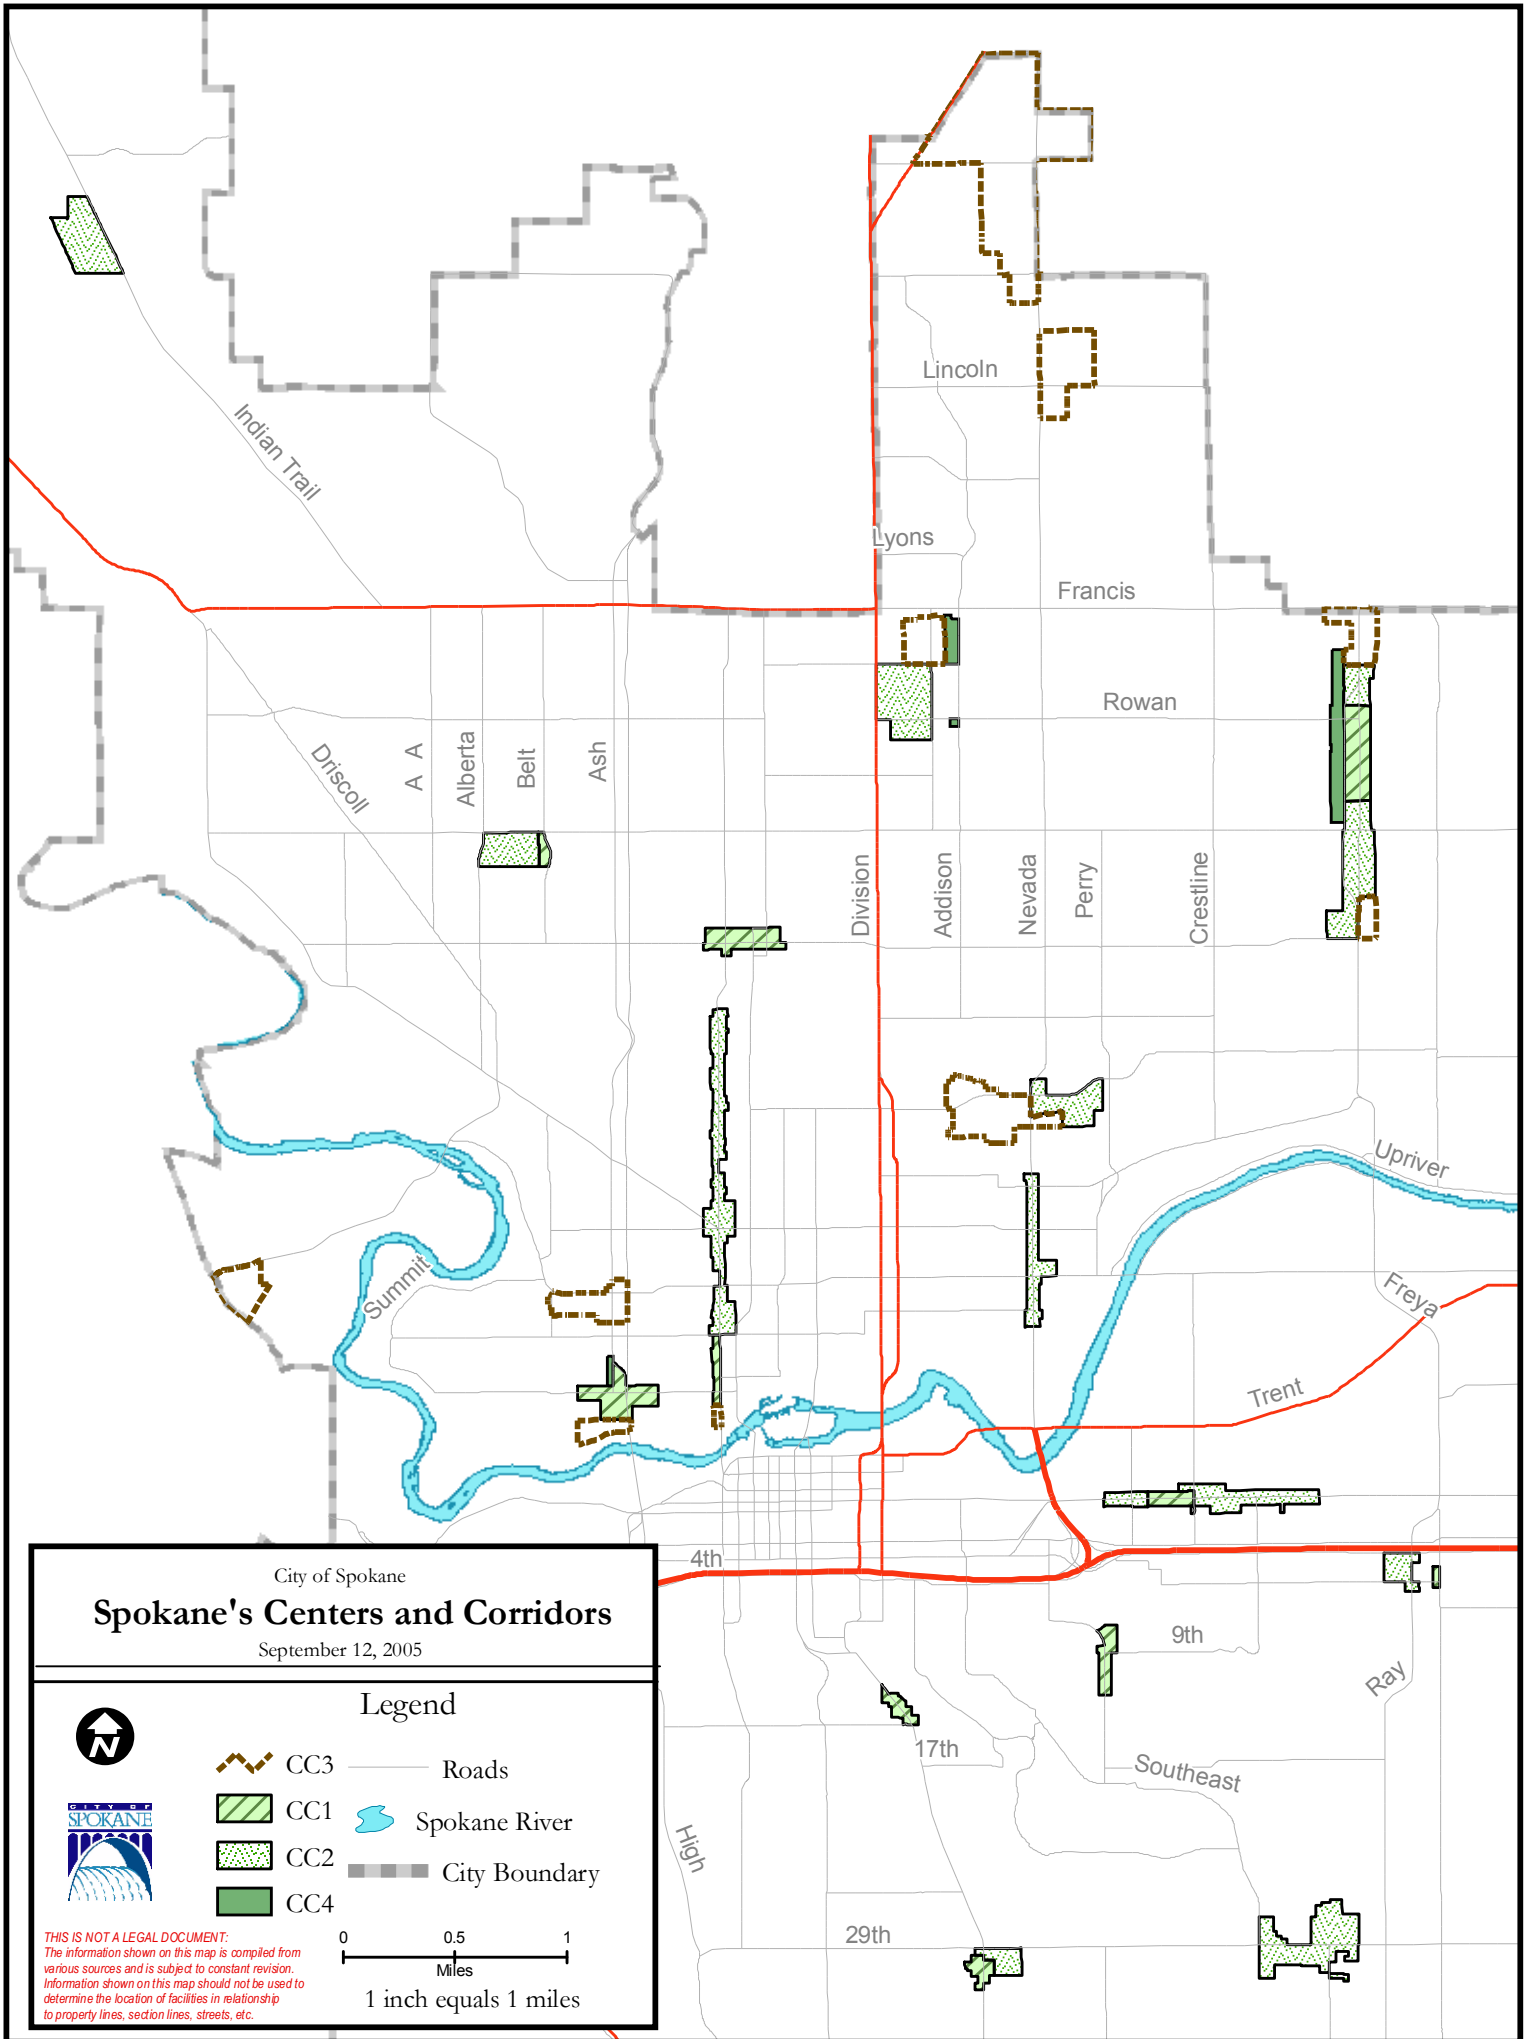 Lincoln
Indian Trail
Lyons
Francis
Rowan
Driscoll
A A
A A
Alberta
Belt
Ash
Division
Addison
Nevada
Perry
Crestline
Upriver
Summit
Freya
Trent
4th
9th
Ray
17th
Southeast
High
29th
City of Spokane
Spokane's Centers and Corridors
September 12, 2005
Legend
CC3
Roads
CC1
Spokane River
CC2
City Boundary
CC4
N
CITY OF
SPOKANE
THIS IS NOT A LEGAL DOCUMENT:
The information shown on this map is compiled from
various sources and is subject to constant revision.
Information shown on this map should not be used to
determine the location of facilities in relationship
to property lines, section lines, streets, etc.
0 0.5 1
Miles
1 inch equals 1 miles